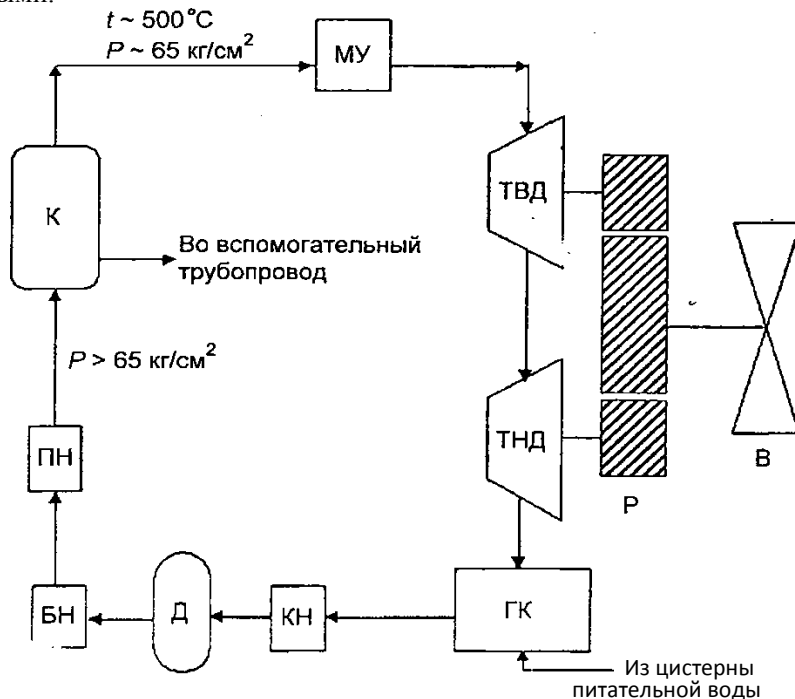 ыми.
t ~ 500°C
P ~ 65 кг/см²
МУ
ТВД
К
Во вспомогательный
трубопровод
P > 65 кг/см²
ПН
ТНД
В
Р
БН
Д
КН
ГК
Из цистерны
питательной воды